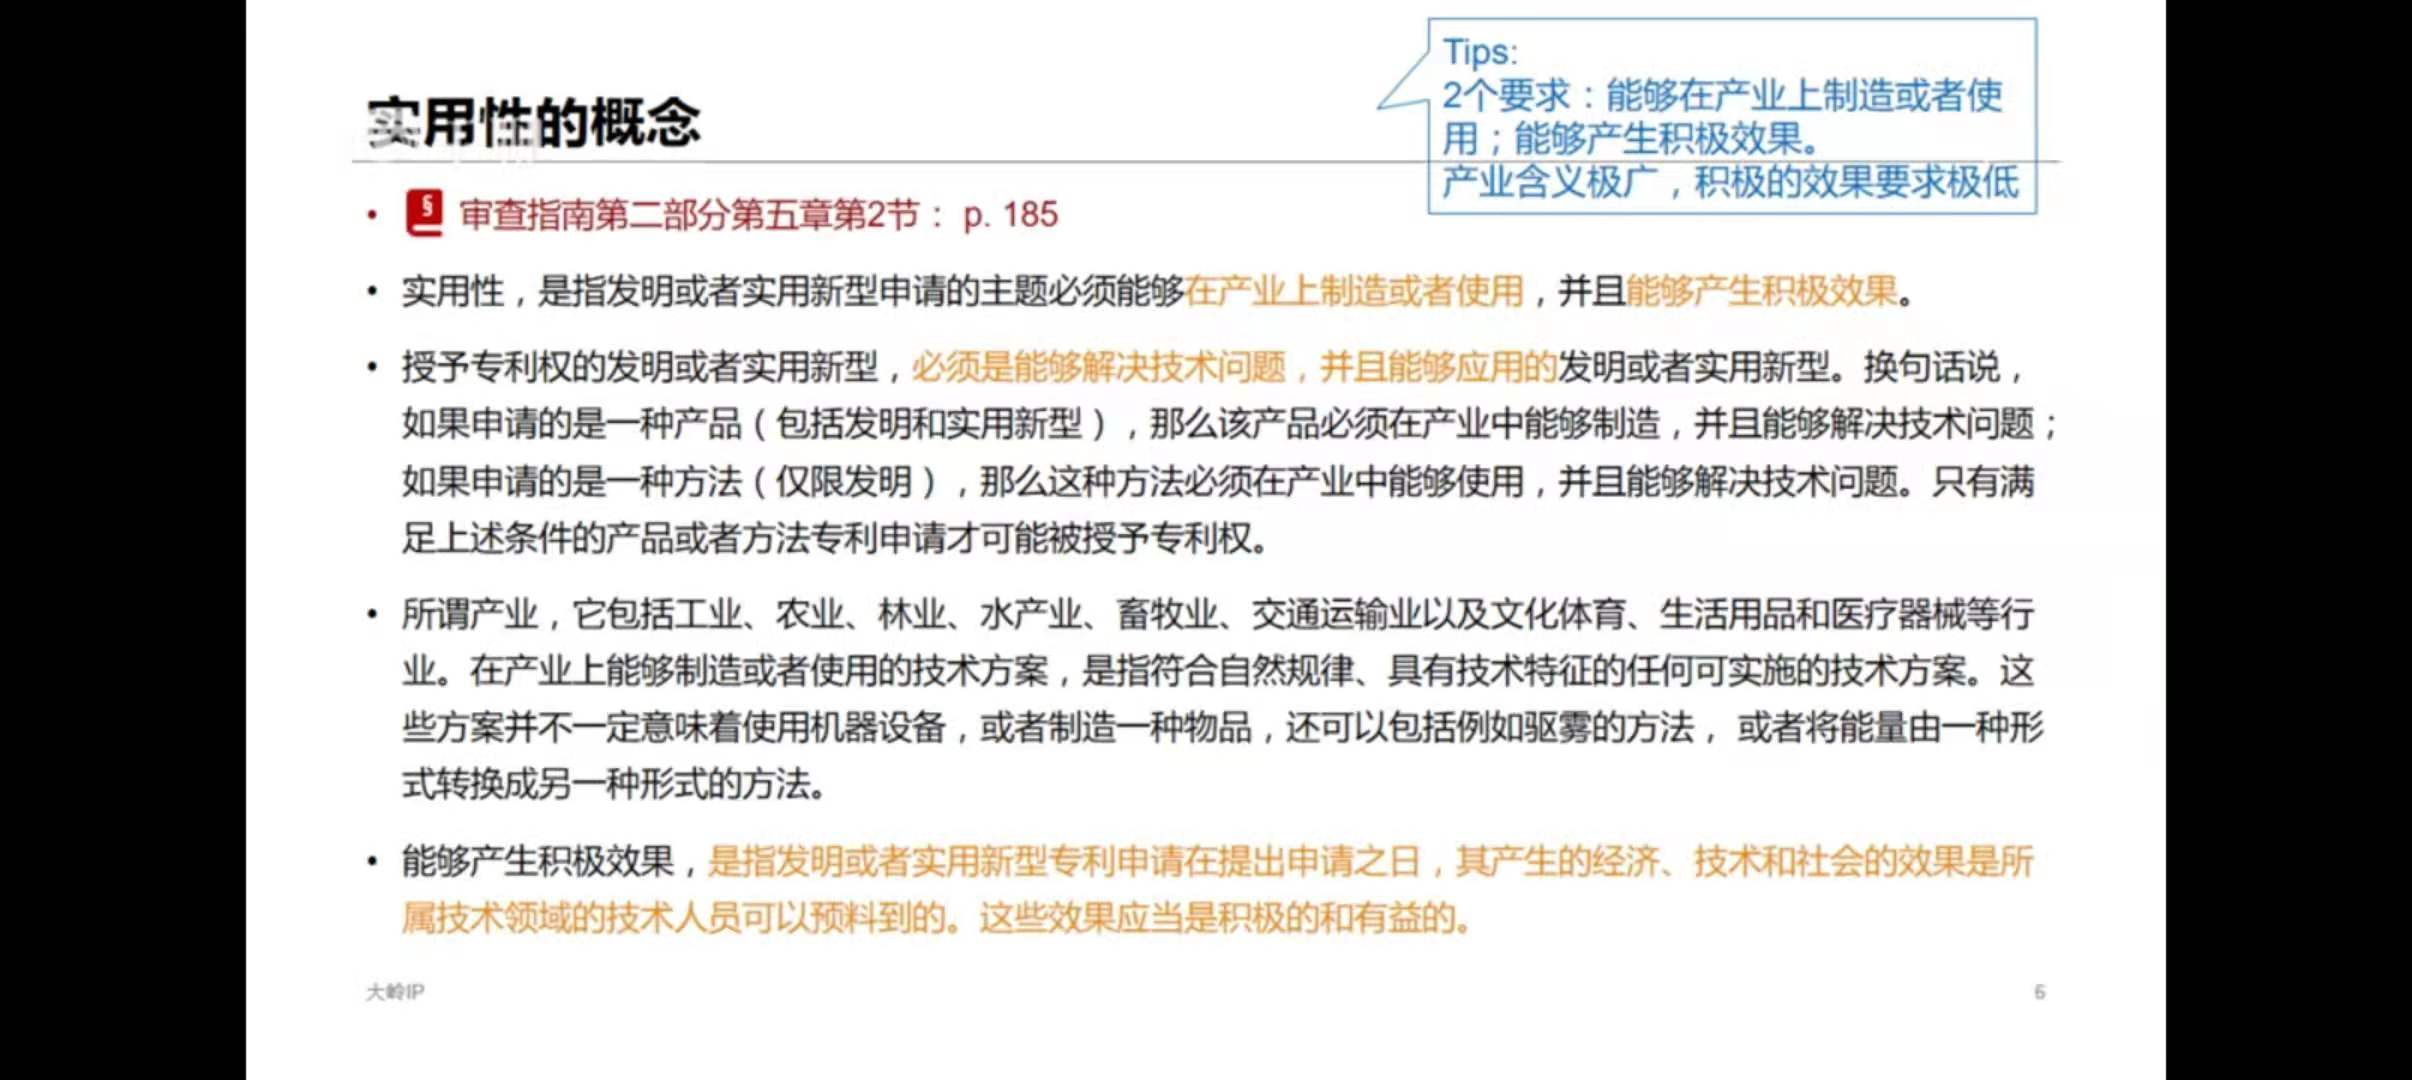 Tips:
2个要求：能够在产业上制造或者使
用；能够产生积极效果。
产业含义极广，积极的效果要求极低
实用性的概念
• § 审查指南第二部分第五章第2节： p. 185
• 实用性，是指发明或者实用新型申请的主题必须能够在产业上制造或者使用，并且能够产生积极效果。
• 授予专利权的发明或者实用新型，必须是能够解决技术问题，并且能够应用的发明或者实用新型。换句话说，
如果申请的是一种产品（包括发明和实用新型），那么该产品必须在产业中能够制造，并且能够解决技术问题；
如果申请的是一种方法（仅限发明），那么这种方法必须在产业中能够使用，并且能够解决技术问题。只有满
足上述条件的产品或者方法专利申请才可能被授予专利权。
• 所谓产业，它包括工业、农业、林业、水产业、畜牧业、交通运输业以及文化体育、生活用品和医疗器械等行
业。在产业上能够制造或者使用的技术方案，是指符合自然规律、具有技术特征的任何可实施的技术方案。这
些方案并不一定意味着使用机器设备，或者制造一种物品，还可以包括例如驱雾的方法， 或者将能量由一种形
式转换成另一种形式的方法。
• 能够产生积极效果，是指发明或者实用新型专利申请在提出申请之日，其产生的经济、技术和社会的效果是所
属技术领域的技术人员可以预料到的。这些效果应当是积极的和有益的。
大岭IP